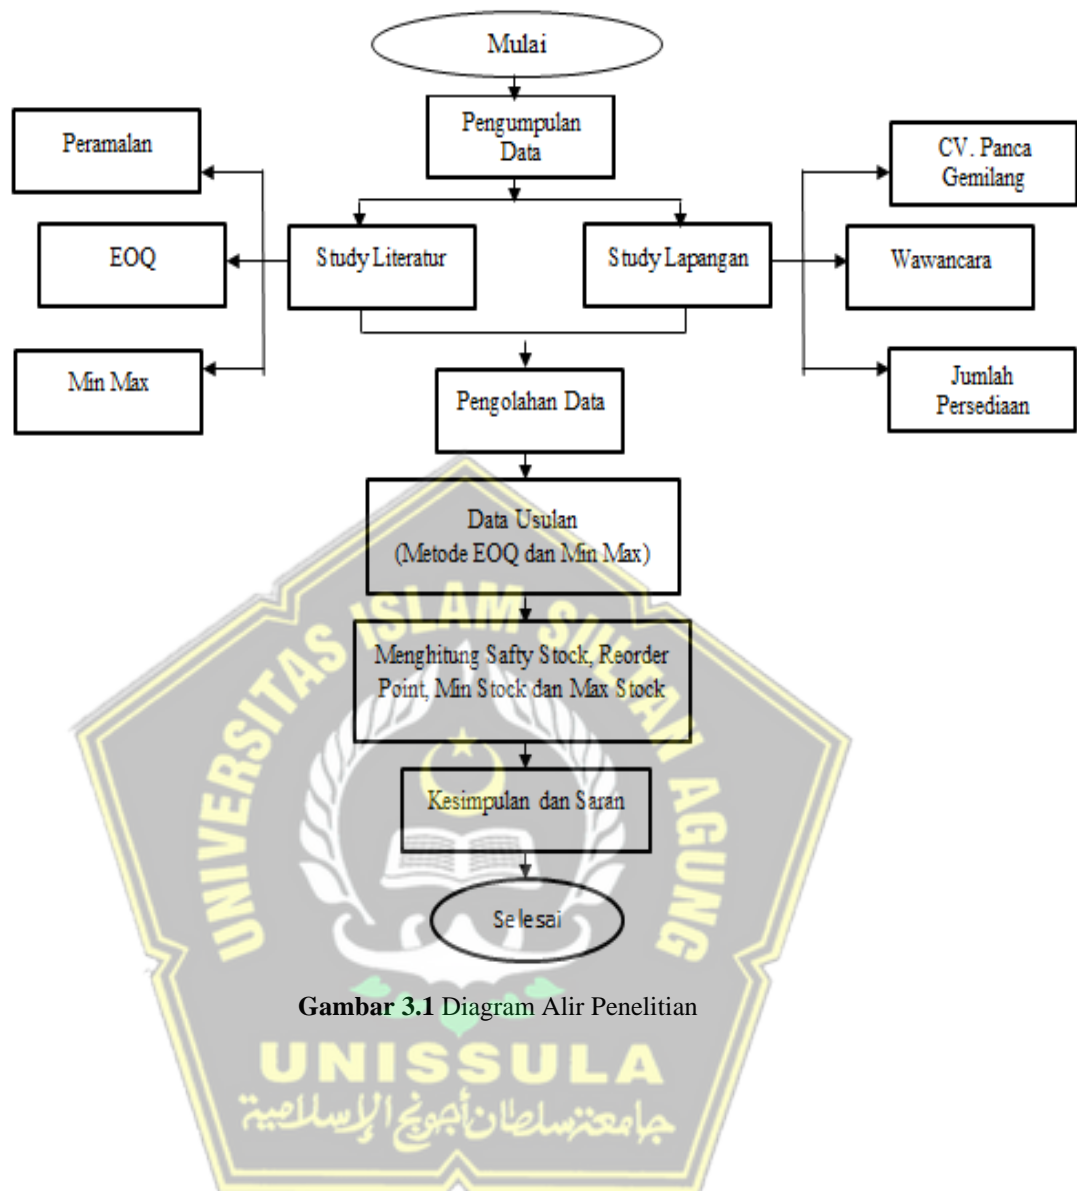 Mulai
Pengumpulan
Data
Peramalan
CV. Panca
Gemilang
EOQ
Study Literatur
Study Lapangan
Wawancara
Min Max
Pengolahan Data
Jumlah
Persediaan
Data Usulan
(Metode EOQ dan Min Max)
Menghitung Safty Stock, Reorder
Point, Min Stock dan Max Stock
Kesimpulan dan Saran
Selesai
Gambar 3.1 Diagram Alir Penelitian
UNIVERSITAS ISLAM SULTAN AGUNG
UNISSULA
جامعة سلطان أجونج الإسلامية